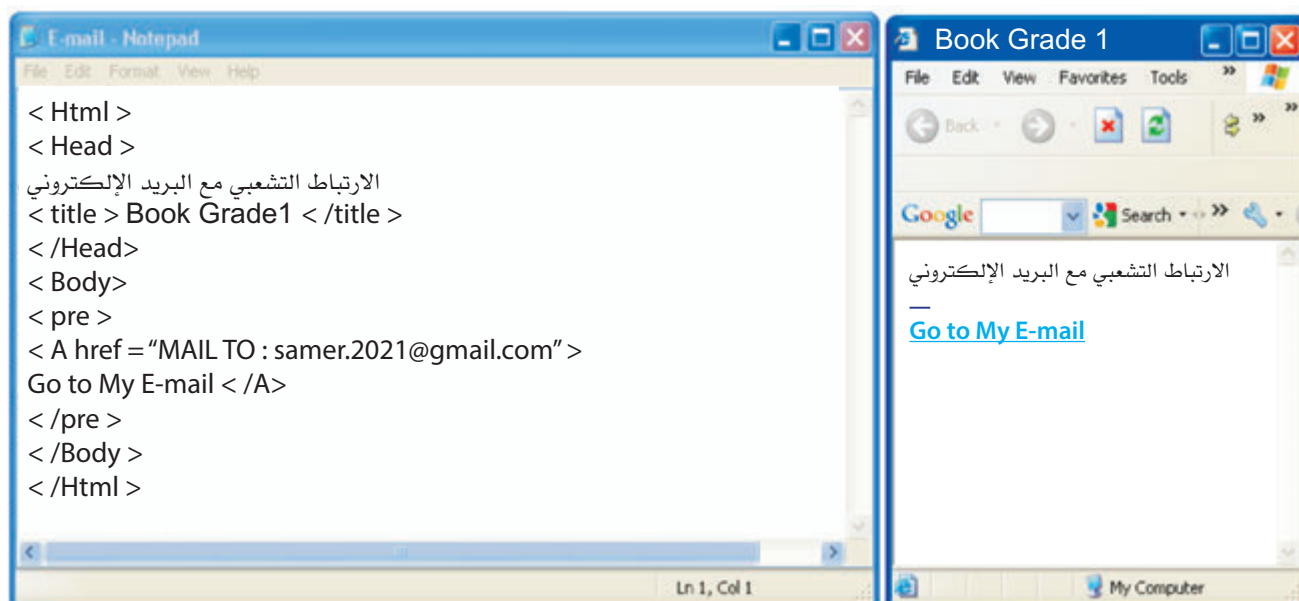 E-mail - Notepad
File Edit Format View Help
< Html >
< Head >
الارتباط التشعبي مع البريد الإلكتروني
< title > Book Grade1 < /title >
< /Head>
< Body>
< pre >
< A href = “MAIL TO : samer.2021@gmail.com” >
Go to My E-mail < /A>
< /pre >
< /Body >
< /Html >
Ln 1, Col 1
Book Grade 1
File Edit View Favorites Tools »
Back » »
Google Search »
الارتباط التشعبي مع البريد الإلكتروني
Go to My E-mail
My Computer